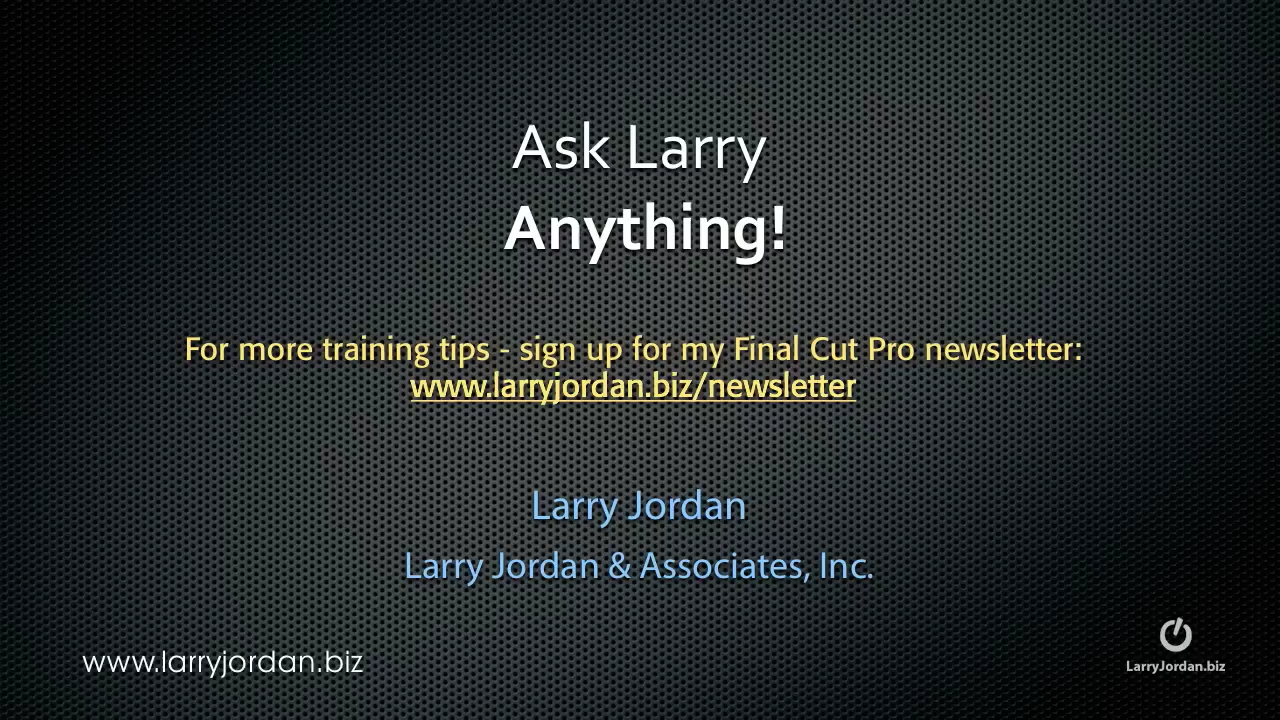 Ask Larry
Anything!
For more training tips - sign up for my Final Cut Pro newsletter:
www.larryjordan.biz/newsletter
Larry Jordan
Larry Jordan & Associates, Inc.
www.larryjordan.biz
LarryJordan.biz